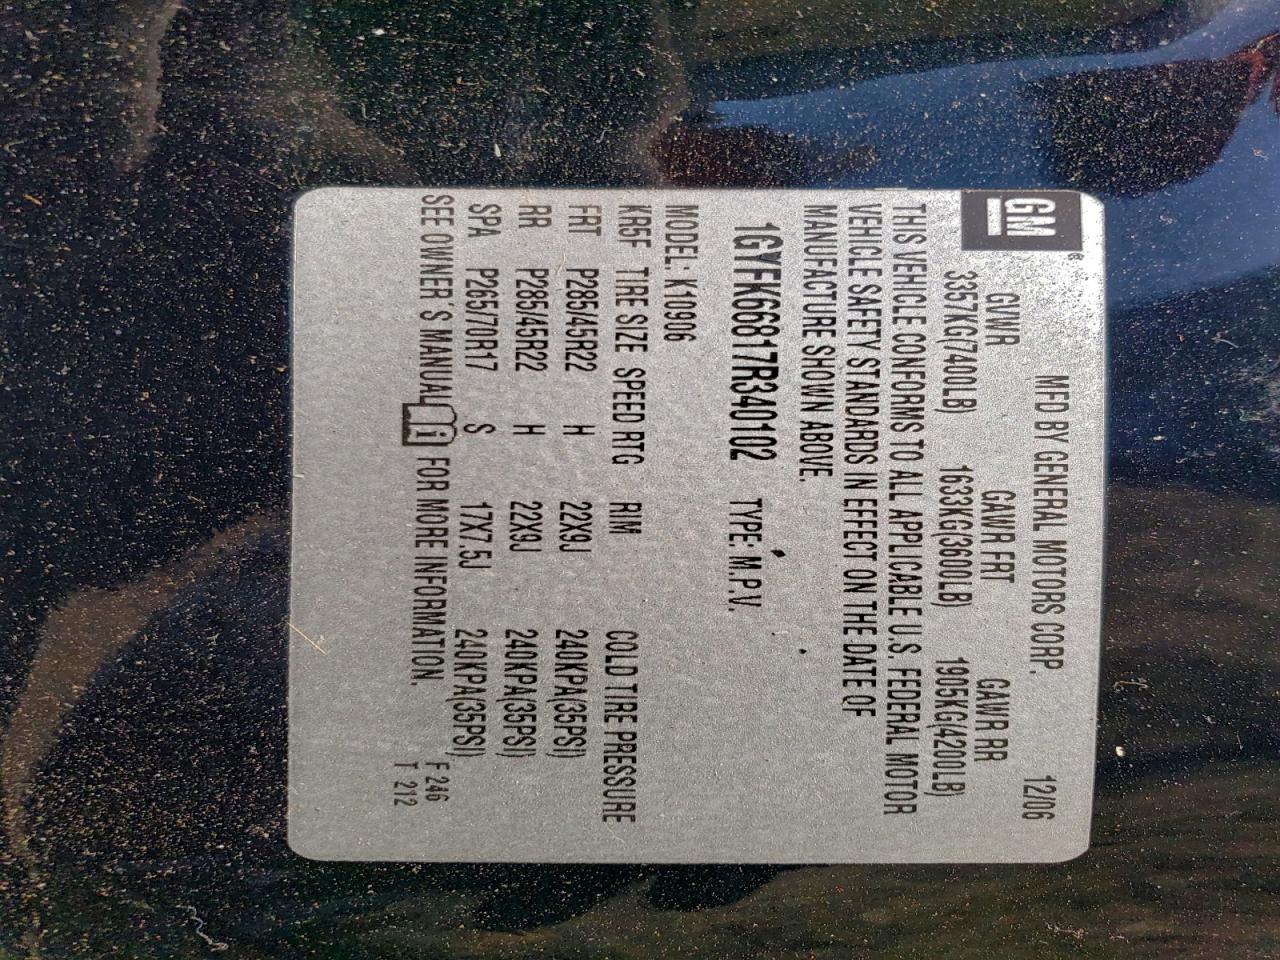 GM®
MFD BY GENERAL MOTORS CORP. 12/06
GVWR GAWR FRT GAWR RR
3357KG(7400LB) 1633KG(3600LB) 1905KG(4200LB)
THIS VEHICLE CONFORMS TO ALL APPLICABLE U.S. FEDERAL MOTOR
VEHICLE SAFETY STANDARDS IN EFFECT ON THE DATE OF
MANUFACTURE SHOWN ABOVE.
1GYFK66817R340102 TYPE: M.P.V.
MODEL: K10906
KR5F TIRE SIZE SPEED RTG RIM COLD TIRE PRESSURE
FRT P285/45R22 H 22X9J 240KPA(35PSI)
RR P285/45R22 H 22X9J 240KPA(35PSI)
SPA P265/70R17 S 17X7.5J 240KPA(35PSI)
SEE OWNER'S MANUAL i FOR MORE INFORMATION.
F 246
T 212